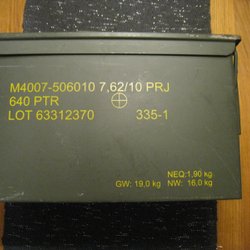 M4007-506010 7,62/10 PRJ
640 PTR
LOT 63312370 335-1
NEQ:1,90 kg
GW: 19,0 kg NW: 16,0 kg